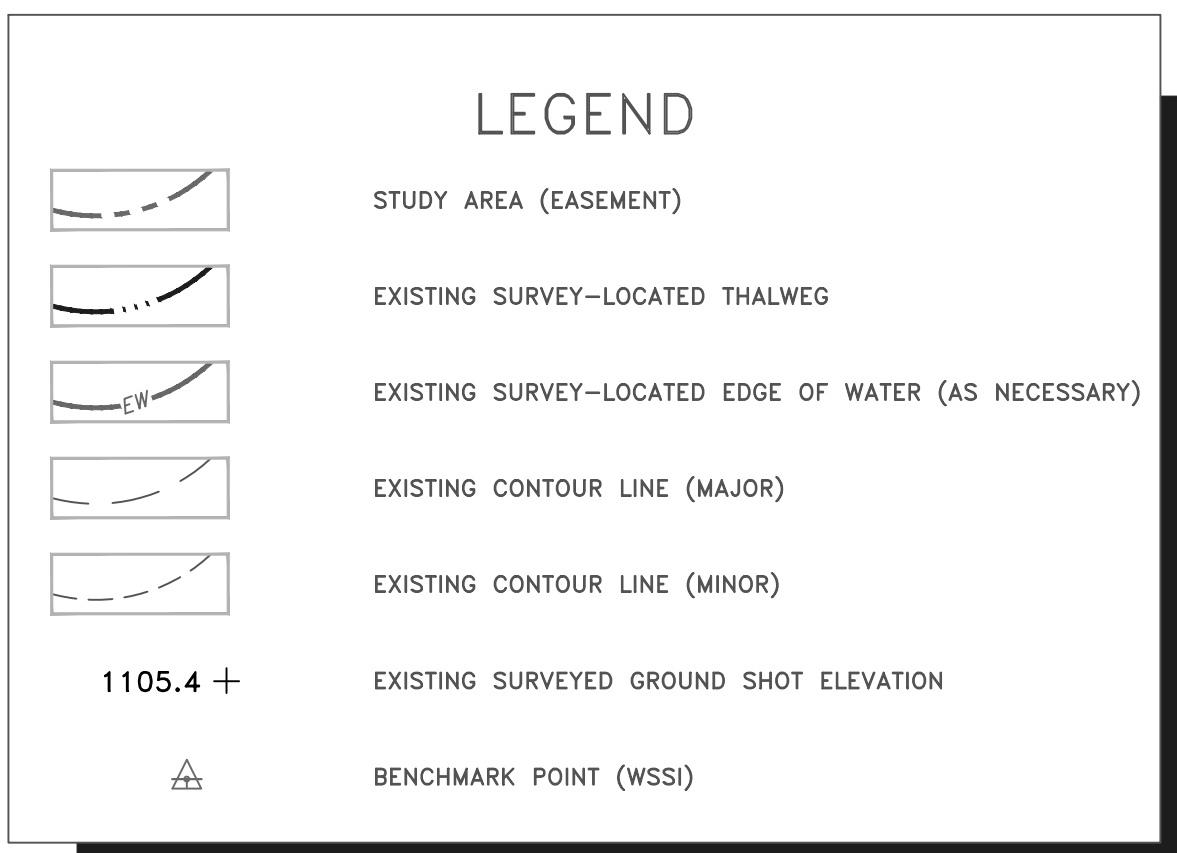 LEGEND
STUDY AREA (EASEMENT)
EXISTING SURVEY-LOCATED THALWEG
EW EXISTING SURVEY-LOCATED EDGE OF WATER (AS NECESSARY)
EXISTING CONTOUR LINE (MAJOR)
EXISTING CONTOUR LINE (MINOR)
1105.4 + EXISTING SURVEYED GROUND SHOT ELEVATION
BENCHMARK POINT (WSSI)